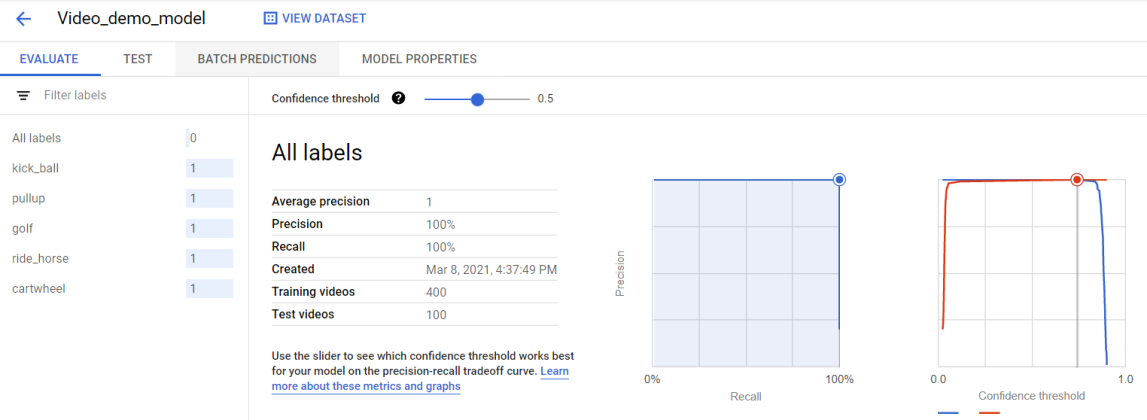 Video_demo_model VIEW DATASET
EVALUATE TEST BATCH PREDICTIONS MODEL PROPERTIES
Filter labels
Confidence threshold ? 0.5
All labels 0
kick_ball 1
pullup 1
golf 1
ride_horse 1
cartwheel 1
All labels
Average precision 1
Precision 100%
Recall 100%
Created Mar 8, 2021, 4:37:49 PM
Training videos 400
Test videos 100
Use the slider to see which confidence threshold works best
for your model on the precision-recall tradeoff curve. Learn
more about these metrics and graphs
Precision
0% 100%
Recall
0.0 1.0
Confidence threshold